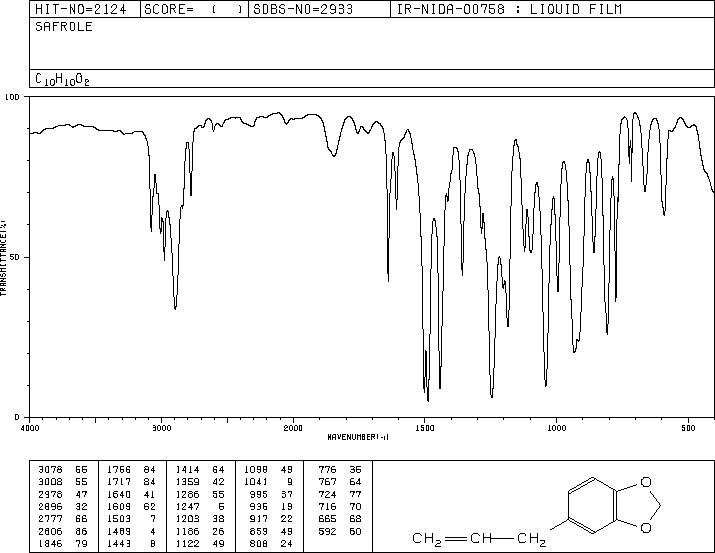 HIT-NO=2124 SCORE= ( ) SDBS-NO=2933 IR-NIDA-00758 : LIQUID FILM
SAFROLE
C10H10O2
100
50
0
TRANSMITTANCE(%)
4000 3000 2000 1500 1000 500
WAVENUMBER(-1)
3078 55 1756 84 1414 64 1098 49 776 35
3008 55 1717 84 1359 42 1041 9 767 64
2978 47 1640 41 1286 55 995 37 724 77
2896 32 1609 62 1247 5 936 19 716 70
2777 66 1503 7 1203 38 917 22 665 68
2606 86 1489 4 1186 26 859 49 592 60
1846 79 1443 8 1122 49 808 24
O
O
CH2 CH CH2